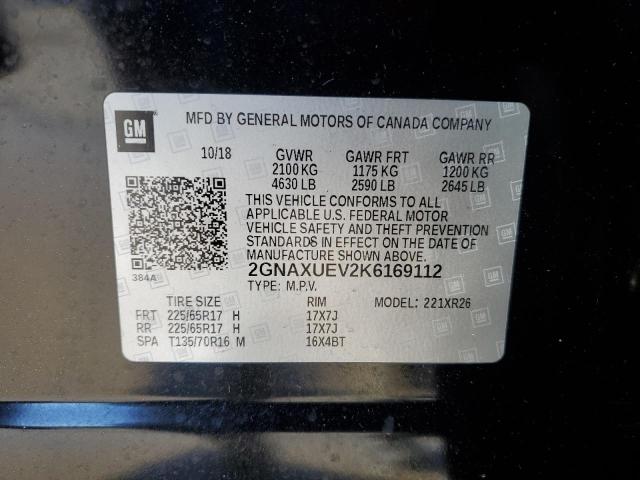 GM
MFD BY GENERAL MOTORS OF CANADA COMPANY
10/18 GVWR GAWR FRT GAWR RR
2100 KG 1175 KG 1200 KG
4630 LB 2590 LB 2645 LB
THIS VEHICLE CONFORMS TO ALL
APPLICABLE U.S. FEDERAL MOTOR
VEHICLE SAFETY AND THEFT PREVENTION
STANDARDS IN EFFECT ON THE DATE OF
MANUFACTURE SHOWN ABOVE.
384A 2GNAXUEV2K6169112
TYPE: M.P.V.
TIRE SIZE RIM MODEL: 221XR26
FRT 225/65R17 H 17X7J
RR 225/65R17 H 17X7J
SPA T135/70R16 M 16X4BT